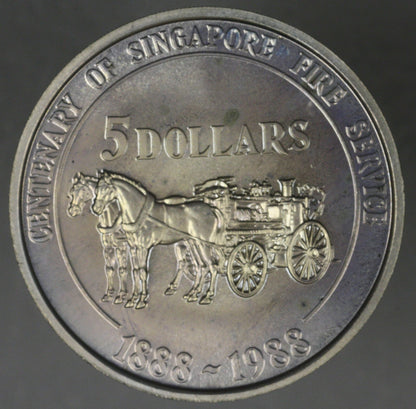 CENTENARY OF SINGAPORE FIRE SERVICE
5 DOLLARS
1888~1988